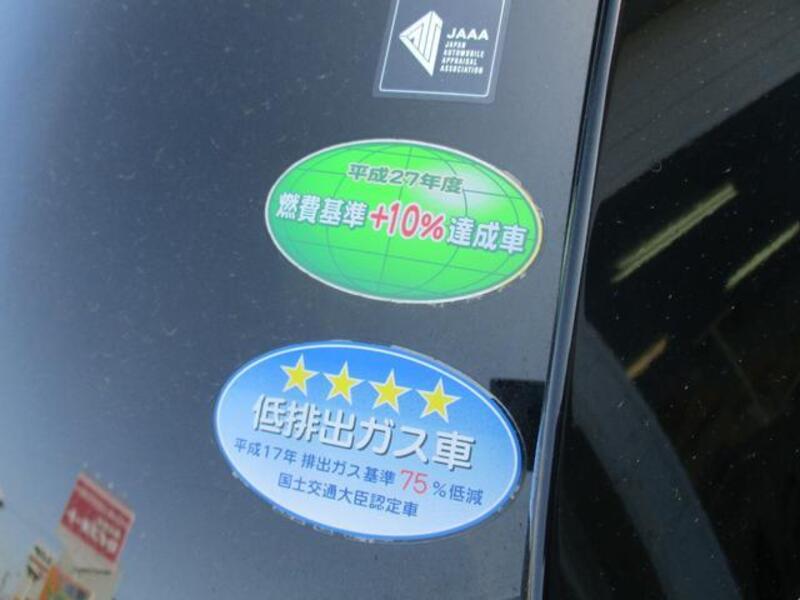 JAAA
JAPAN
AUTOMOBILE
APPRAISAL
ASSOCIATION
平成27年度
燃費基準+10%達成車
低排出ガス車
平成17年 排出ガス基準 75%低減
国土交通大臣認定車